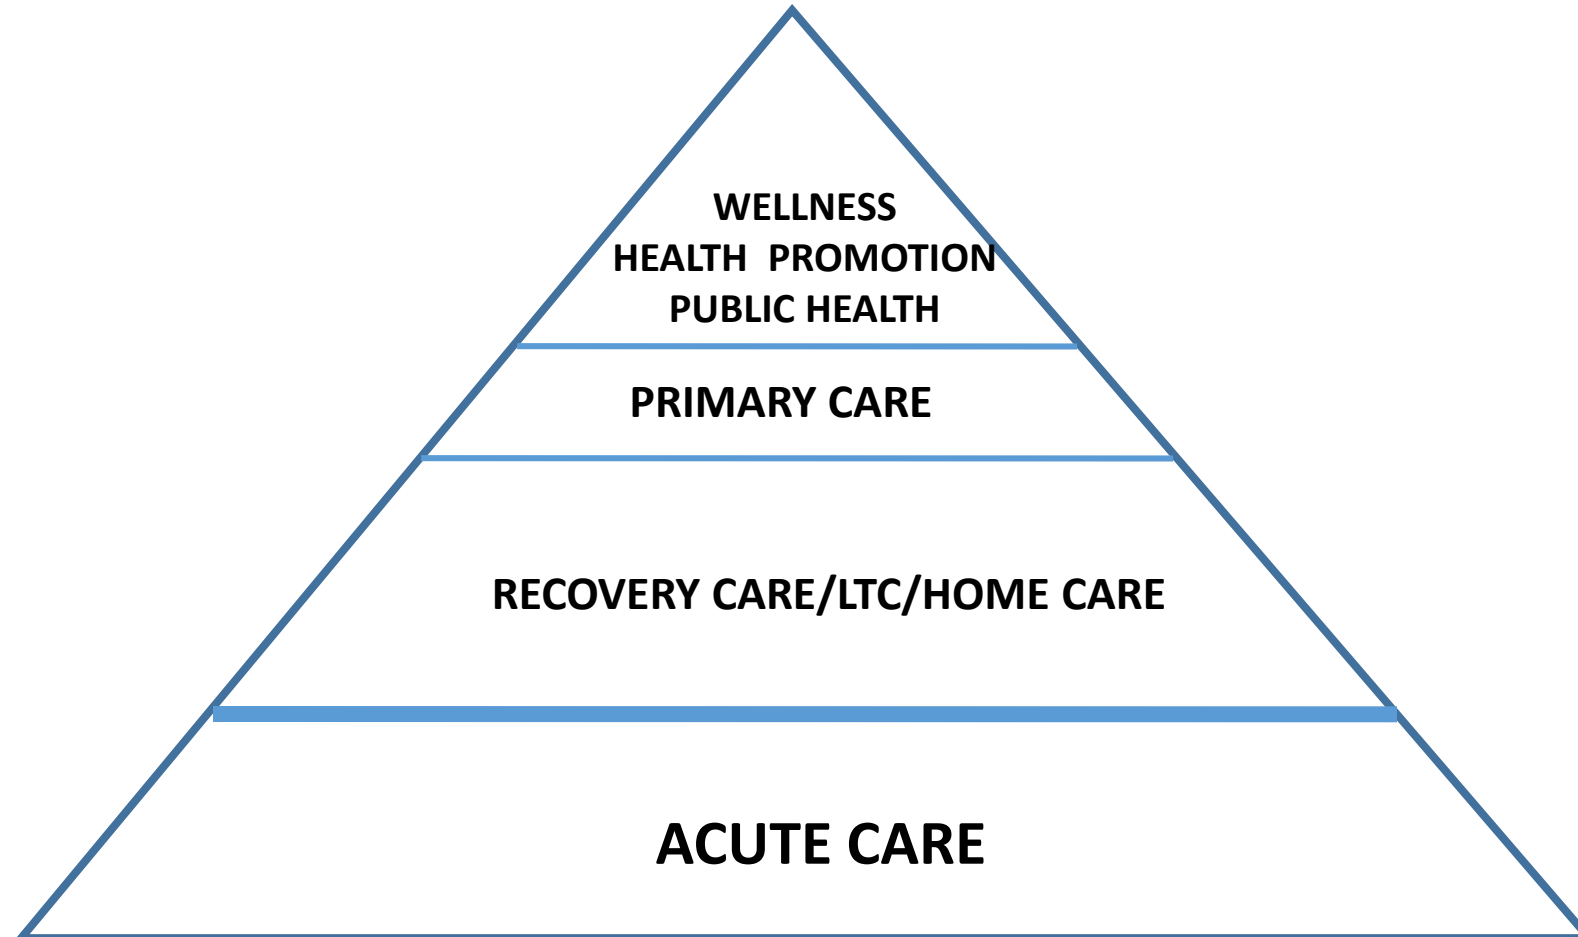 WELLNESS
HEALTH  PROMOTION
PUBLIC HEALTH
PRIMARY CARE
RECOVERY CARE/LTC/HOME CARE
ACUTE CARE